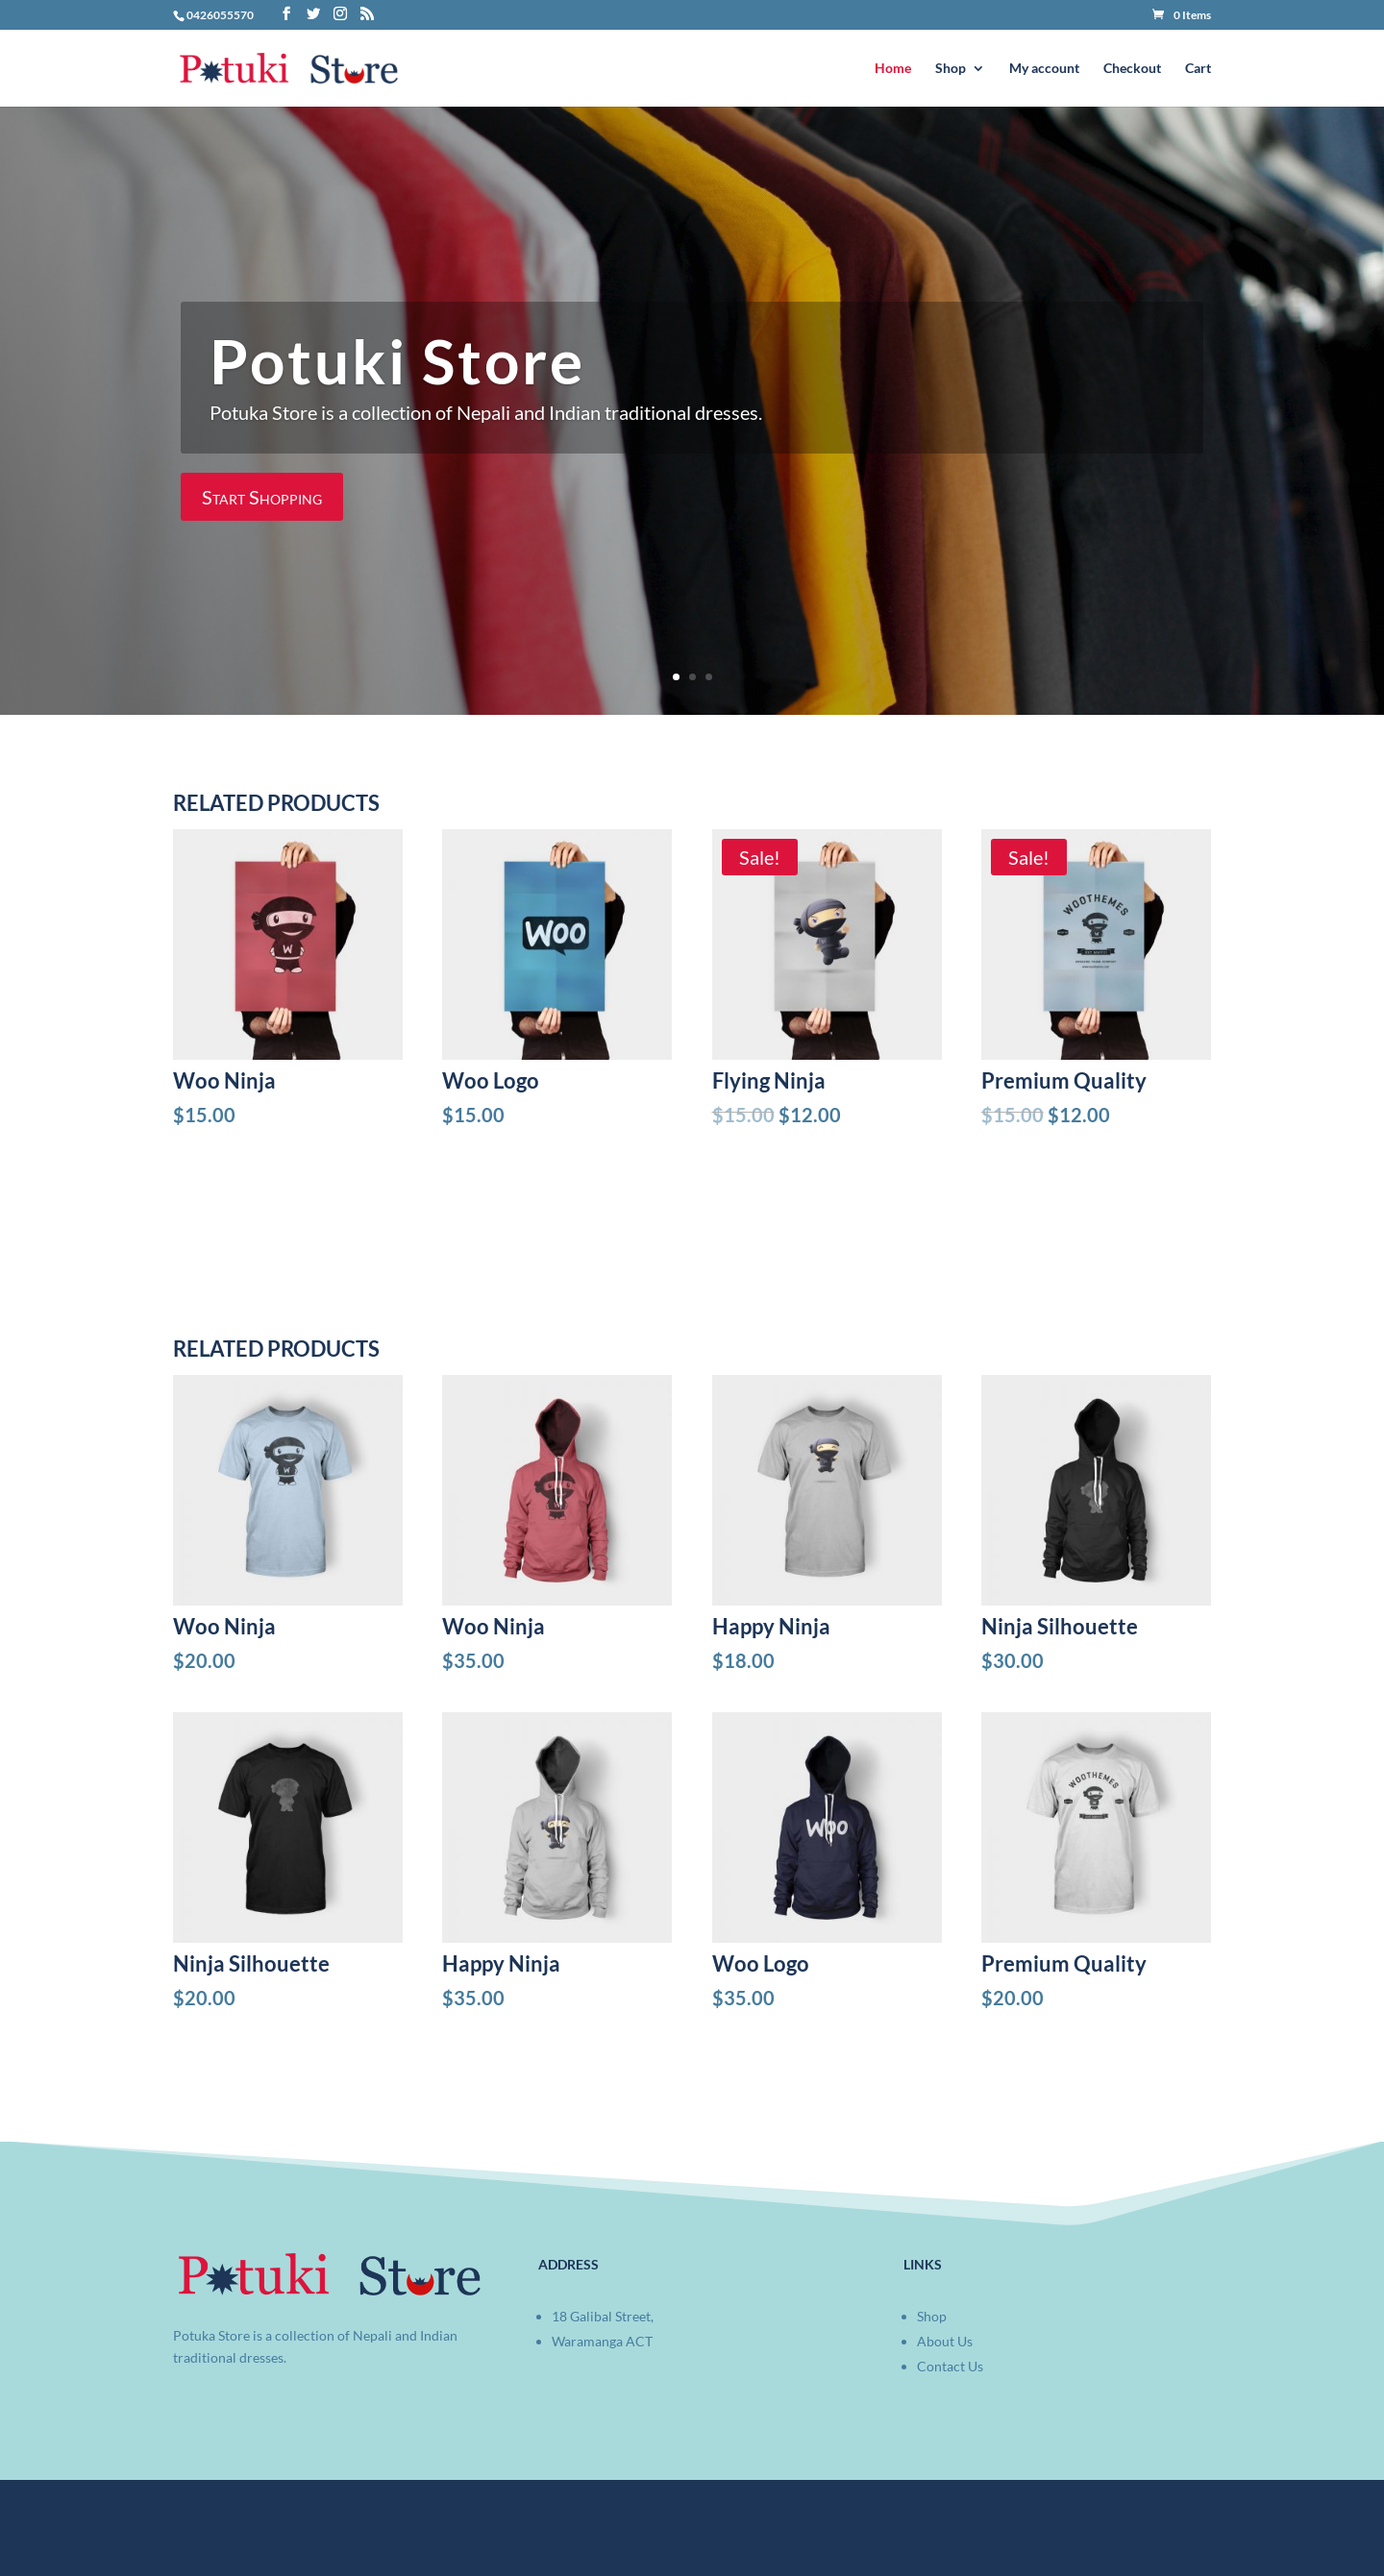 0426055570
0 Items
Potuki Store
Home Shop My account Checkout Cart
Potuki Store
Potuka Store is a collection of Nepali and Indian traditional dresses.
Start Shopping
RELATED PRODUCTS
W
WOO
Sale!
Sale!
WOOTHEMES
Woo Ninja
$15.00
Woo Logo
$15.00
Flying Ninja
$15.00 $12.00
Premium Quality
$15.00 $12.00
RELATED PRODUCTS
W
Woo Ninja
$20.00
Woo Ninja
$35.00
Happy Ninja
$18.00
Ninja Silhouette
$30.00
Woo
WOOTHEMES
Ninja Silhouette
$20.00
Happy Ninja
$35.00
Woo Logo
$35.00
Premium Quality
$20.00
Potuki Store
Potuka Store is a collection of Nepali and Indian
traditional dresses.
ADDRESS
18 Galibal Street,
Waramanga ACT
LINKS
Shop
About Us
Contact Us